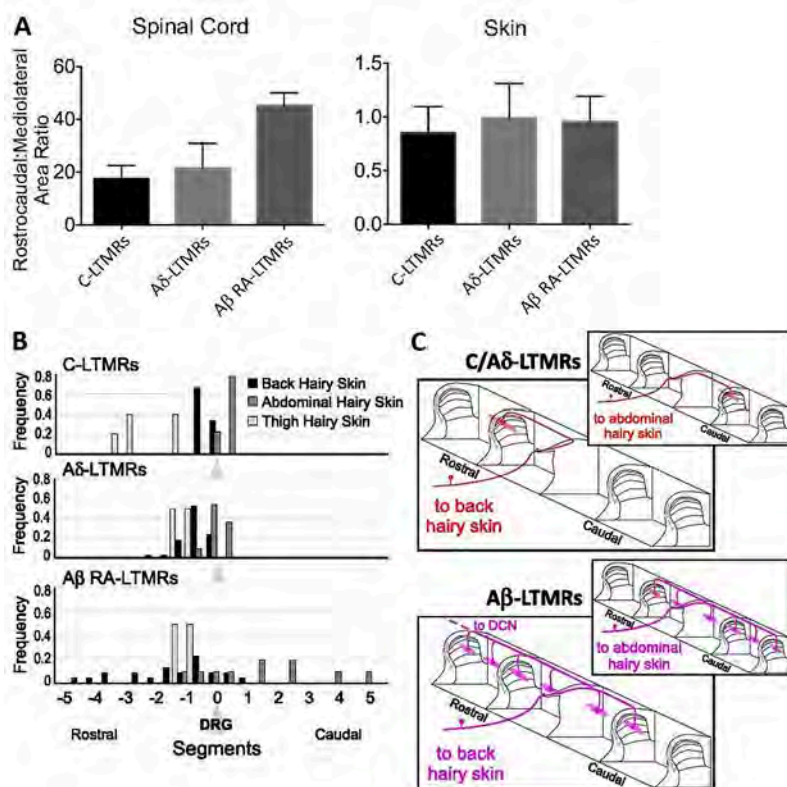 A
Spinal Cord
Skin
Rostrocaudal:Mediolateral
Area Ratio
60
40
20
0
1.5
1.0
0.5
0.0
C-LTMRs
Aδ-LTMRs
Aβ RA-LTMRs
C-LTMRs
Aδ-LTMRs
Aβ RA-LTMRs
B
C-LTMRs
Frequency
0.8
0.6
0.4
0.2
0
Back Hairy Skin
Abdominal Hairy Skin
Thigh Hairy Skin
Aδ-LTMRs
Frequency
0.8
0.6
0.4
0.2
0
Aβ RA-LTMRs
Frequency
0.8
0.6
0.4
0.2
0
-5 -4 -3 -2 -1 0 1 2 3 4 5
DRG
Rostral
Segments
Caudal
C
C/Aδ-LTMRs
Rostral
to back
hairy skin
Caudal
Rostral
to abdominal
hairy skin
Caudal
Aβ-LTMRs
to DCN
Rostral
to back
hairy skin
Caudal
Rostral
to abdominal
hairy skin
Caudal